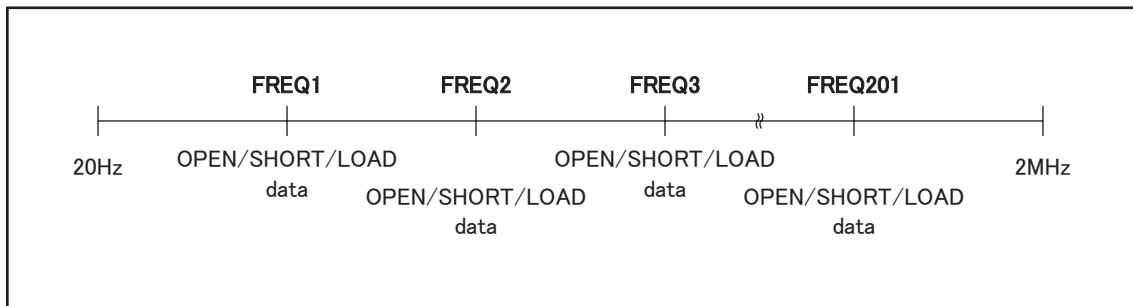 FREQ1 FREQ2 FREQ3 FREQ201
20Hz 2MHz
OPEN/SHORT/LOAD
data
OPEN/SHORT/LOAD
data
OPEN/SHORT/LOAD
data
OPEN/SHORT/LOAD
data